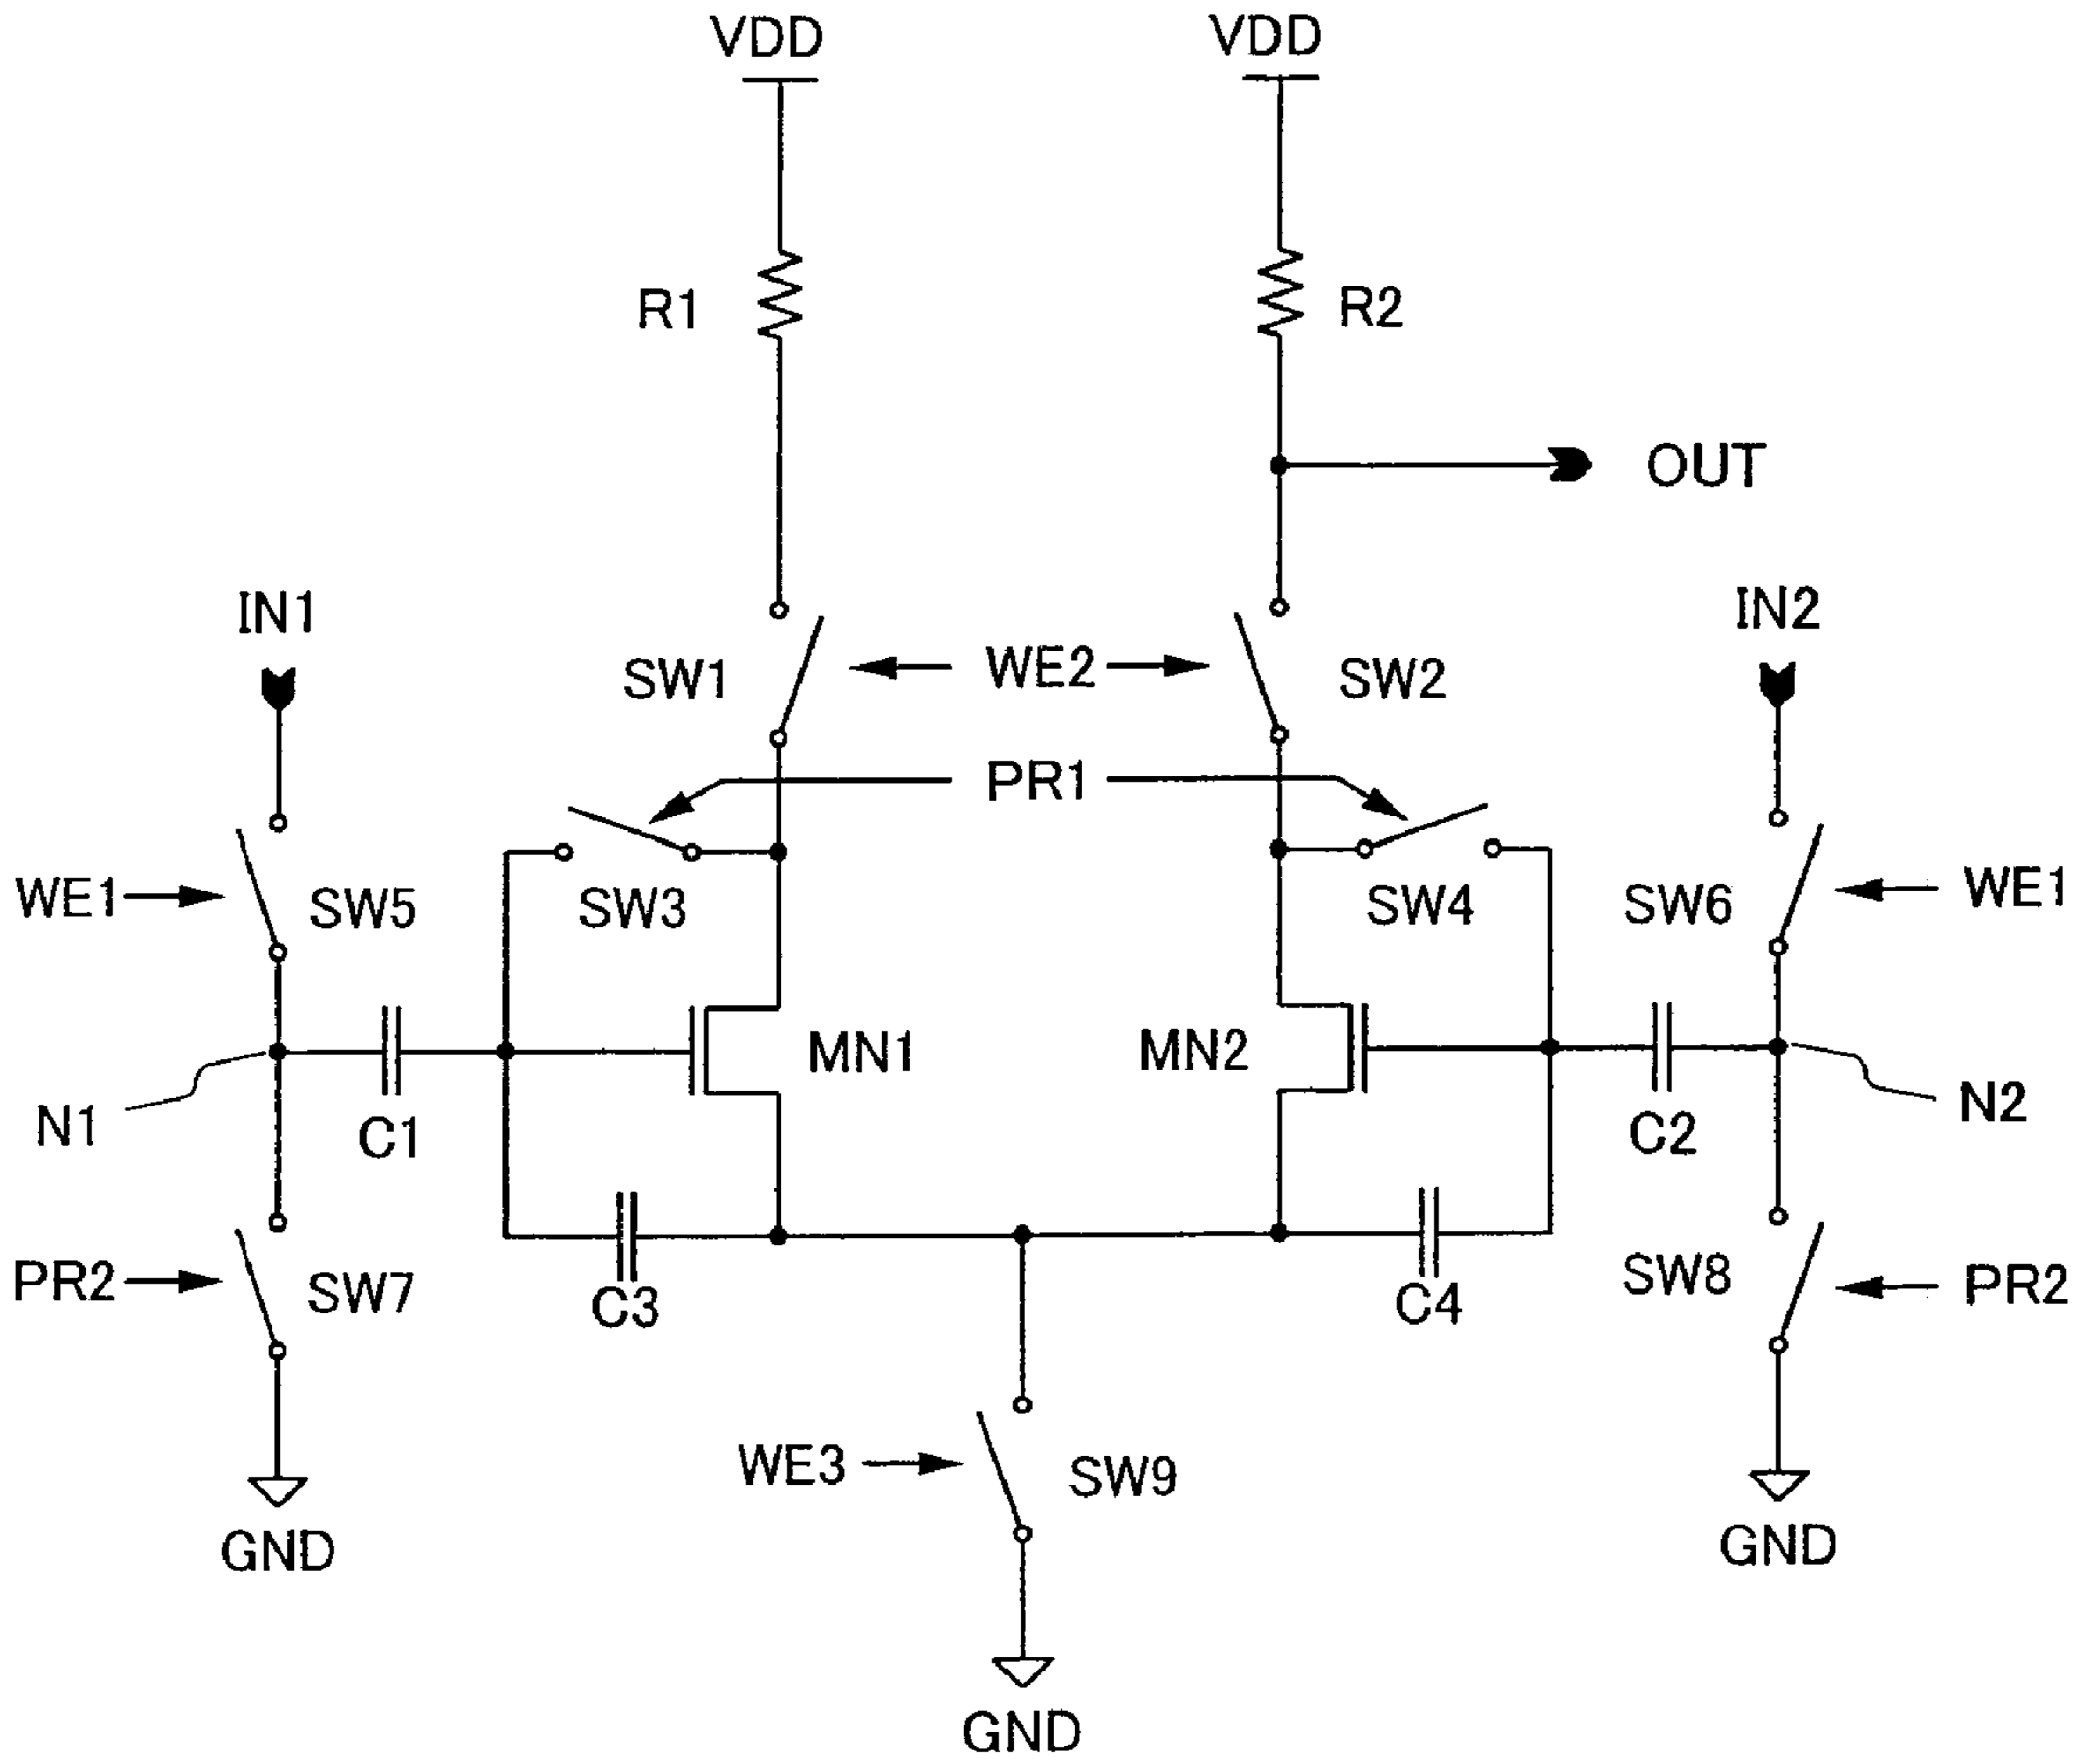 VDD VDD
R1 R2
OUT
IN1 IN2
SW1 WE2 SW2
PR1
WE1 SW5 SW3 SW4 SW6 WE1
MN1 MN2
N1 C1 C2 N2
PR2 SW7 C3 C4 SW8 PR2
WE3 SW9
GND GND
GND